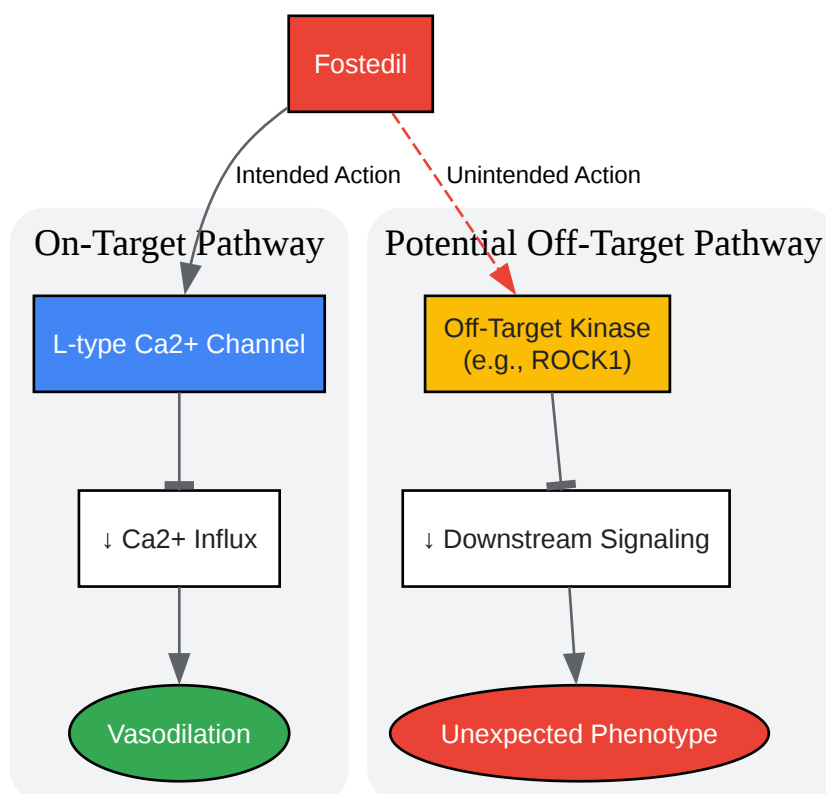 Fostedil
Intended Action
Unintended Action
On-Target Pathway
Potential Off-Target Pathway
L-type Ca2+ Channel
Off-Target Kinase
(e.g., ROCK1)
↓ Ca2+ Influx
↓ Downstream Signaling
Vasodilation
Unexpected Phenotype